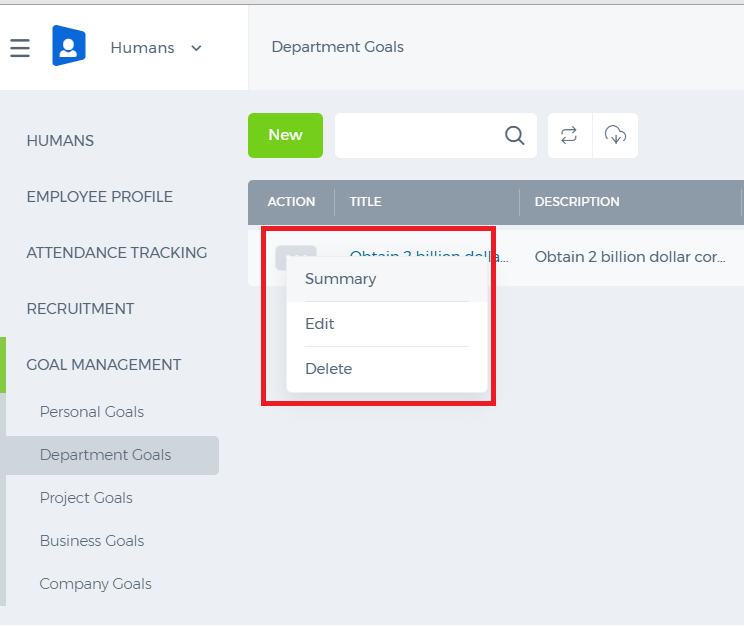 Humans
Department Goals
HUMANS
EMPLOYEE PROFILE
ATTENDANCE TRACKING
RECRUITMENT
GOAL MANAGEMENT
Personal Goals
Department Goals
Project Goals
Business Goals
Company Goals
New
ACTION TITLE DESCRIPTION
Obtain 2 billion dolla... Obtain 2 billion dollar cor...
Summary
Edit
Delete